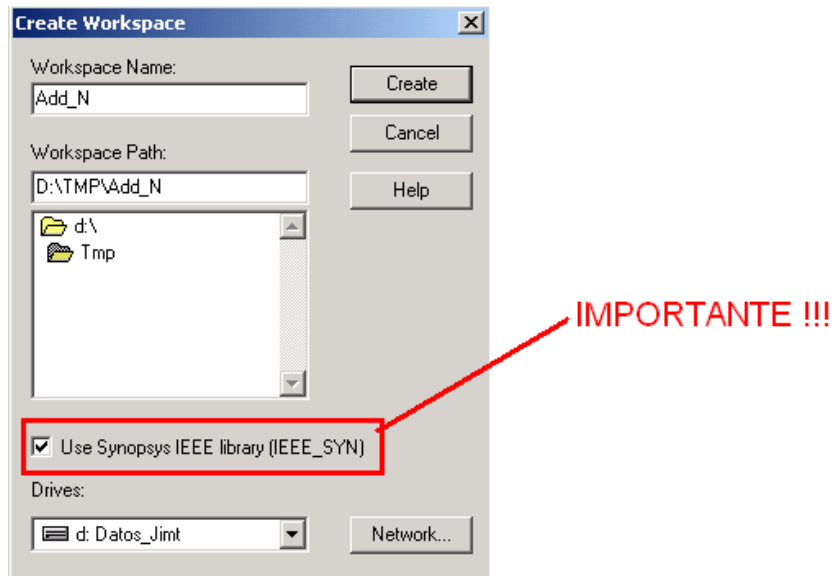 Create Workspace
Workspace Name:
Add_N
Create
Cancel
Workspace Path:
D:\TMP\Add_N
Help
d:\
Tmp
IMPORTANTE !!!
Use Synopsys IEEE library (IEEE_SYN)
Drives:
d: Datos_Jimt
Network...